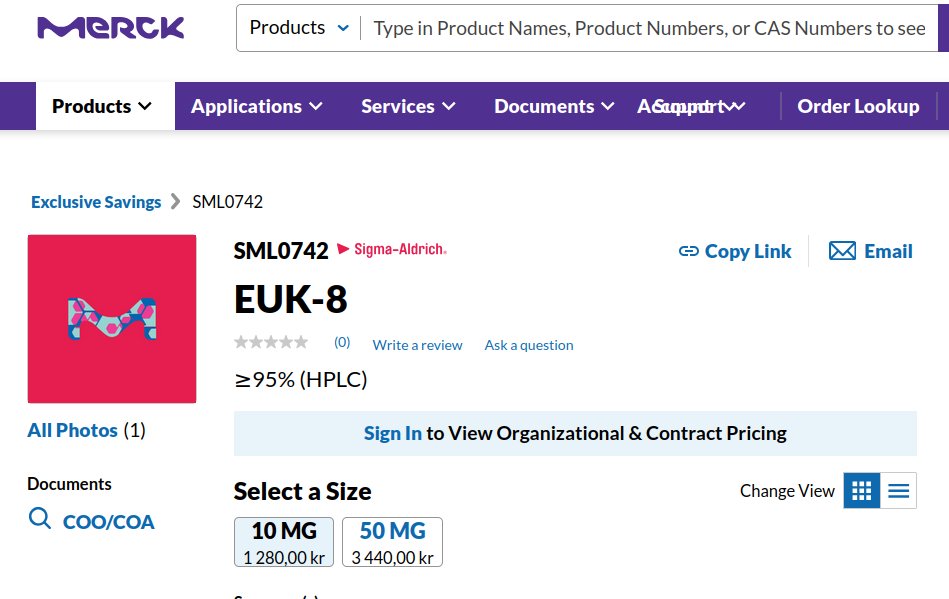 MERCK
Products
Type in Product Names, Product Numbers, or CAS Numbers to see
Products Applications Services Documents Account Support Order Lookup
Exclusive Savings SML0742
SML0742 Sigma-Aldrich®
Copy Link Email
EUK-8
(0) Write a review Ask a question
≥95% (HPLC)
All Photos (1)
Sign In to View Organizational & Contract Pricing
Documents
COO/COA
Select a Size
Change View
10 MG 50 MG
1 280,00 kr 3 440,00 kr